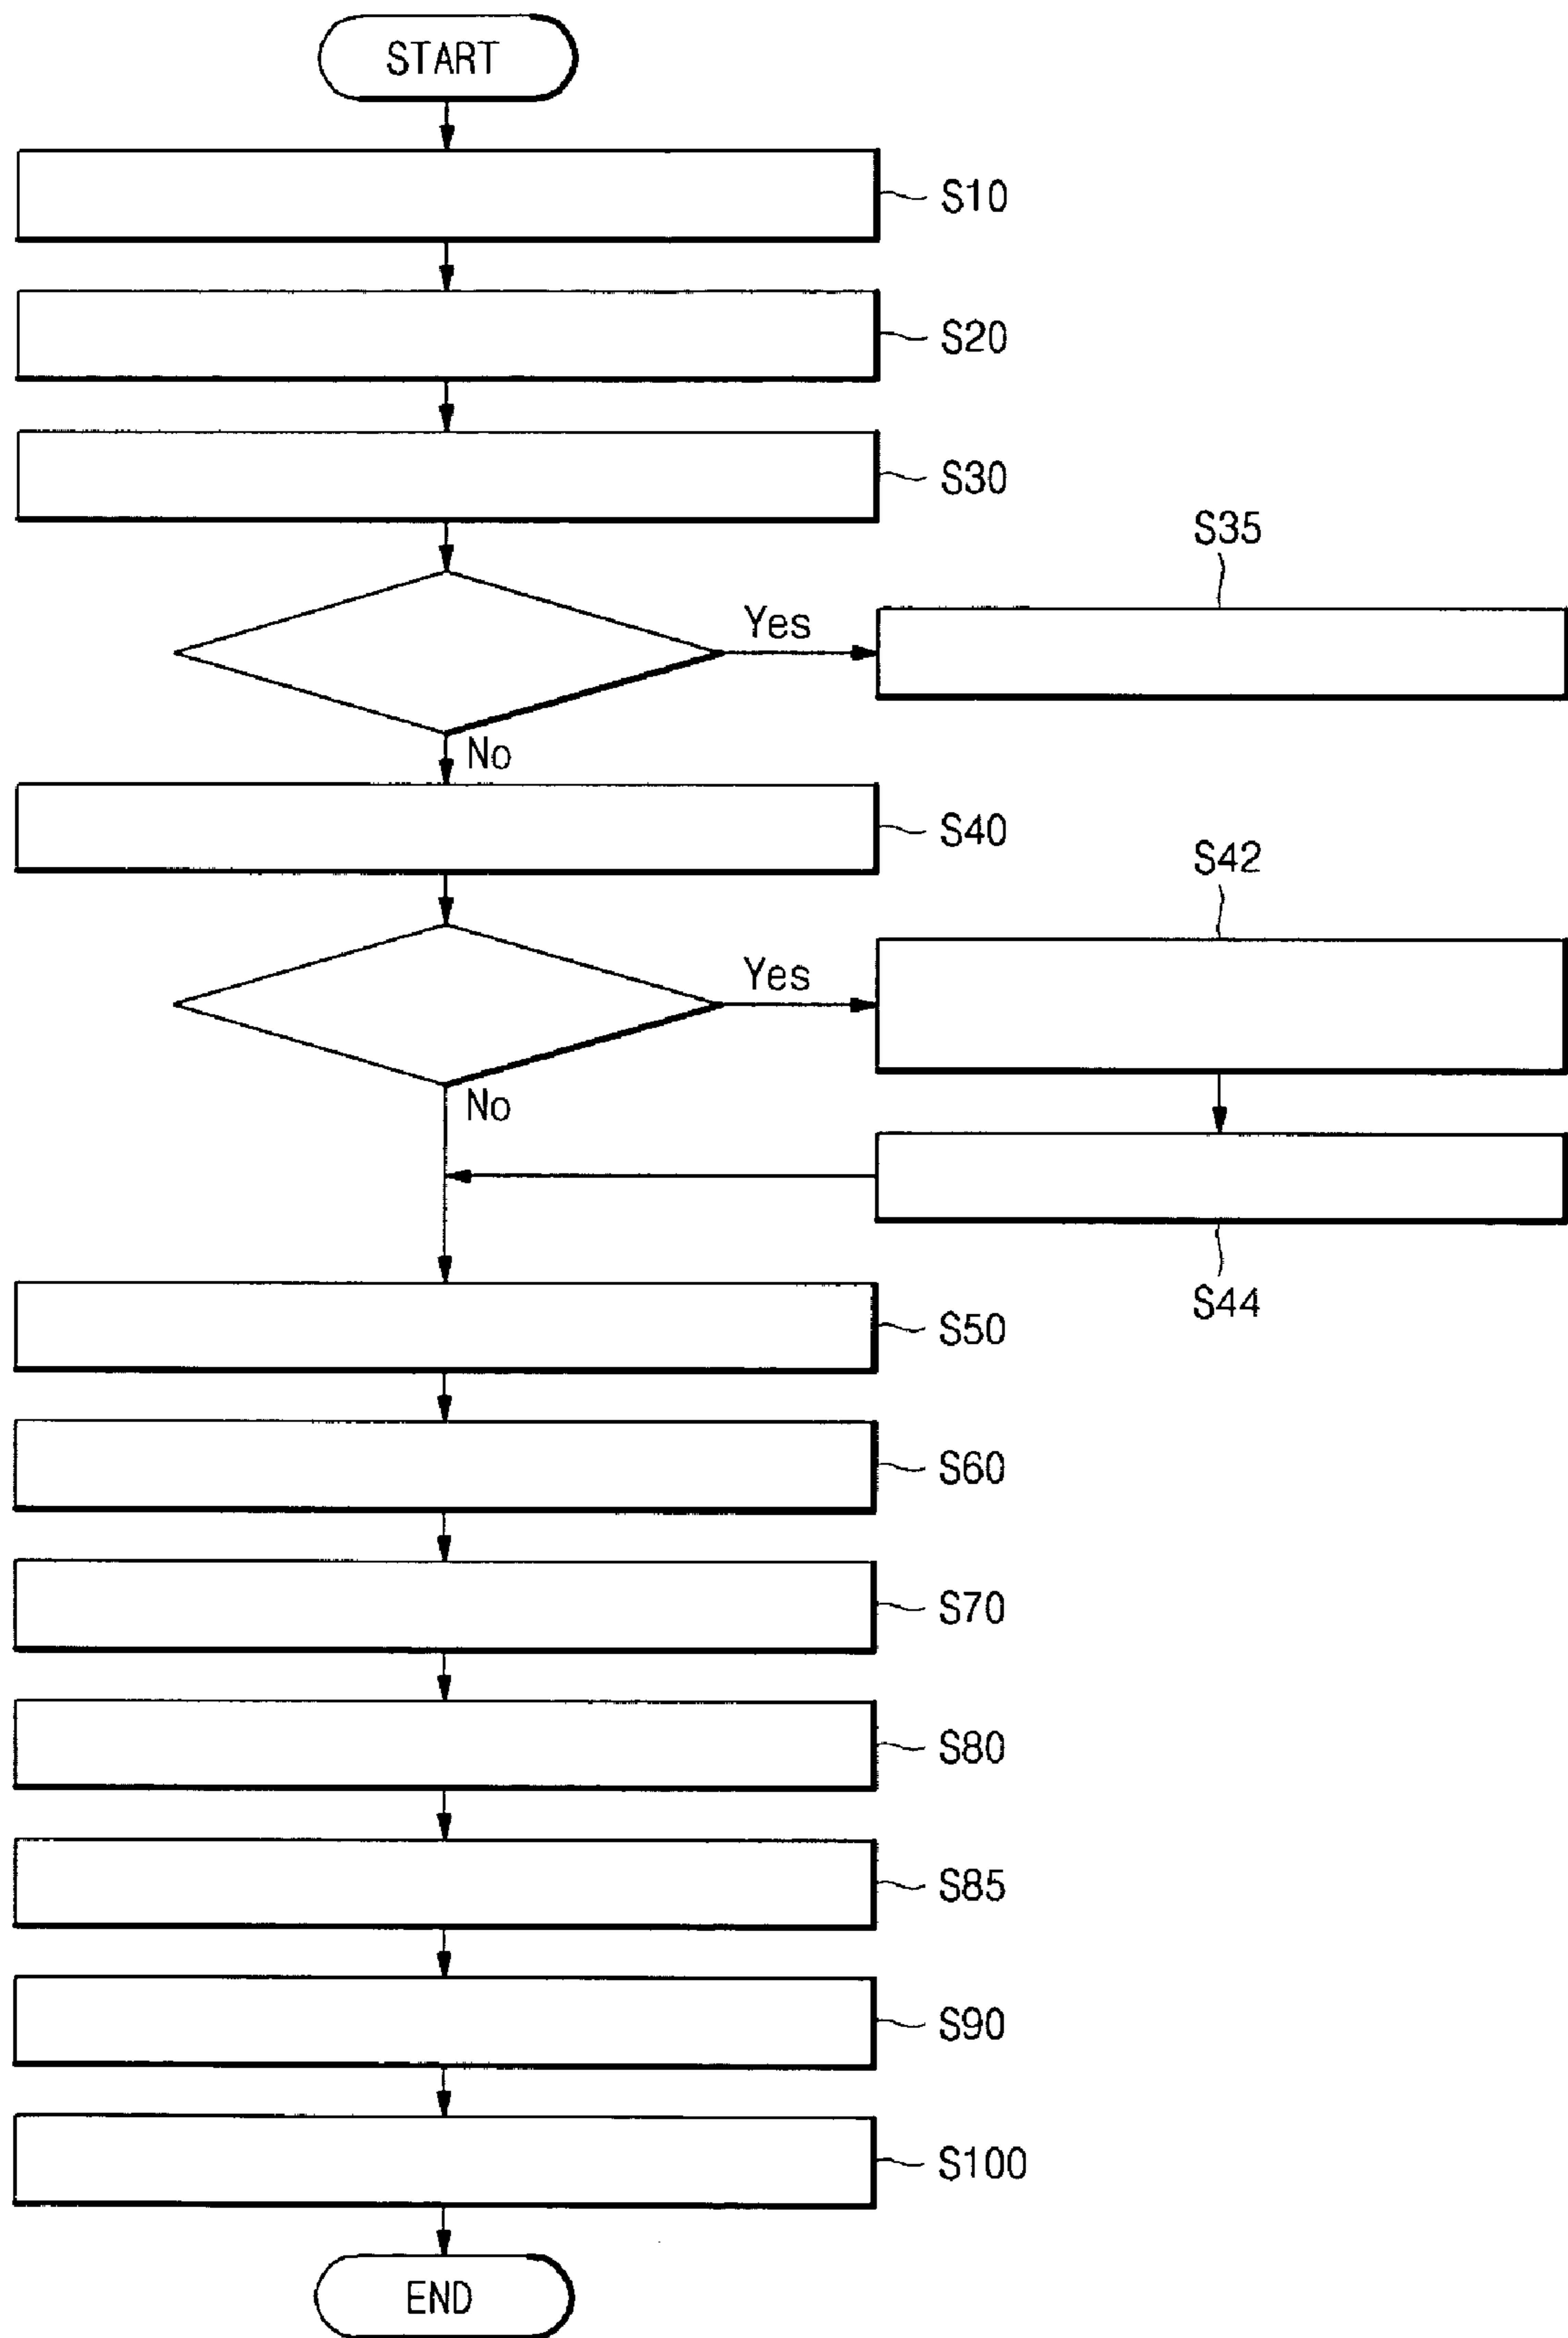 START
S10
S20
S30
S35
Yes
No
S40
S42
Yes
No
S44
S50
S60
S70
S80
S85
S90
S100
END